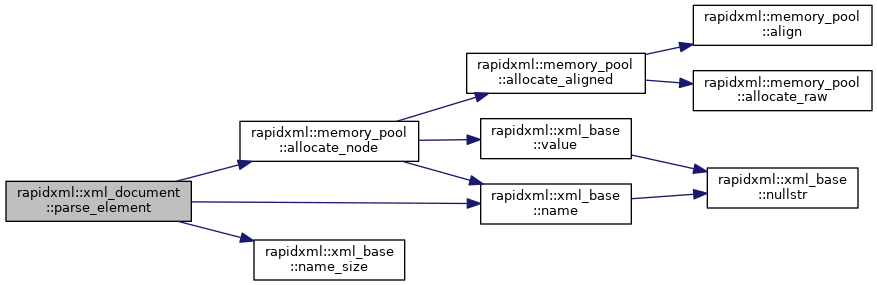 rapidxml::xml_document
::parse_element
rapidxml::memory_pool
::allocate_node
rapidxml::xml_base
::name_size
rapidxml::memory_pool
::allocate_aligned
rapidxml::xml_base
::value
rapidxml::xml_base
::name
rapidxml::memory_pool
::align
rapidxml::memory_pool
::allocate_raw
rapidxml::xml_base
::nullstr